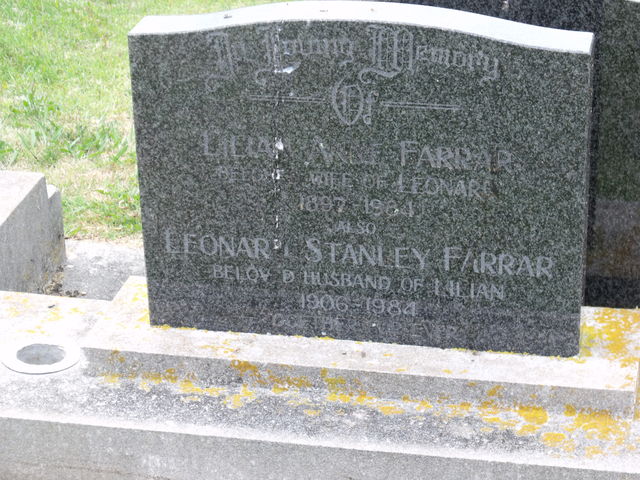 In Loving Memory
Of
LILIAN ANNE FARRAR
BELOVED WIFE OF LEONARD
1897-1964
ALSO
LEONARD STANLEY FARRAR
BELOVED HUSBAND OF LILIAN
1906-1984